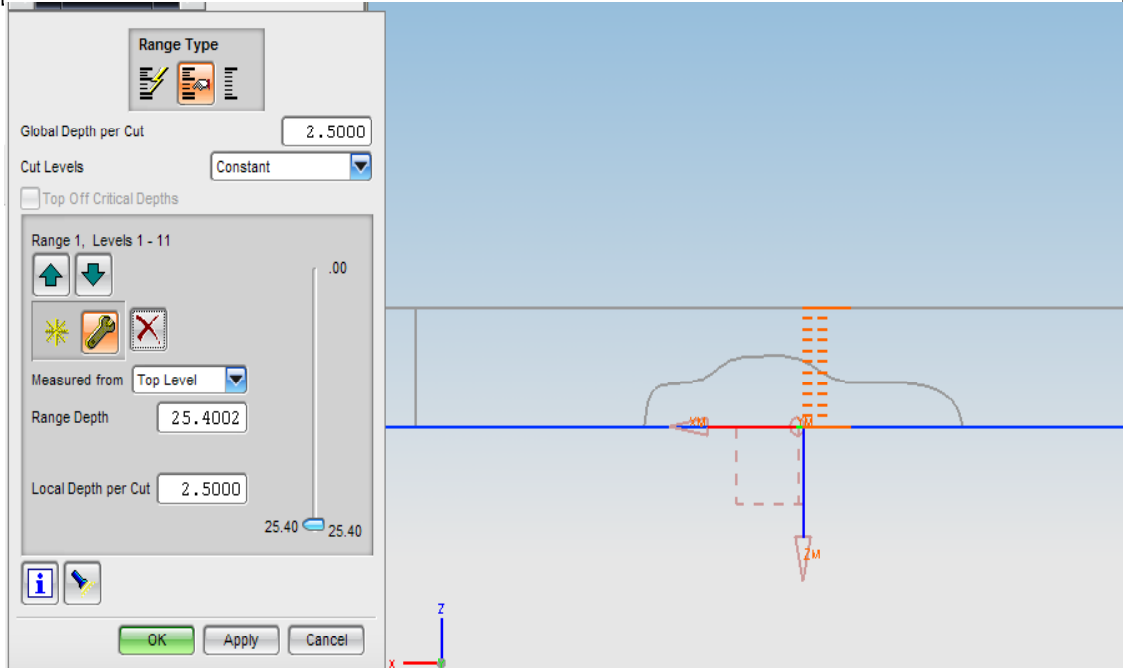 Range Type
Global Depth per Cut 2.5000
Cut Levels Constant
Top Off Critical Depths
Range 1, Levels 1 - 11
.00
Measured from Top Level
Range Depth 25.4002
Local Depth per Cut 2.5000
25.40 25.40
i
OK Apply Cancel
XM YM
ZM
Z
X